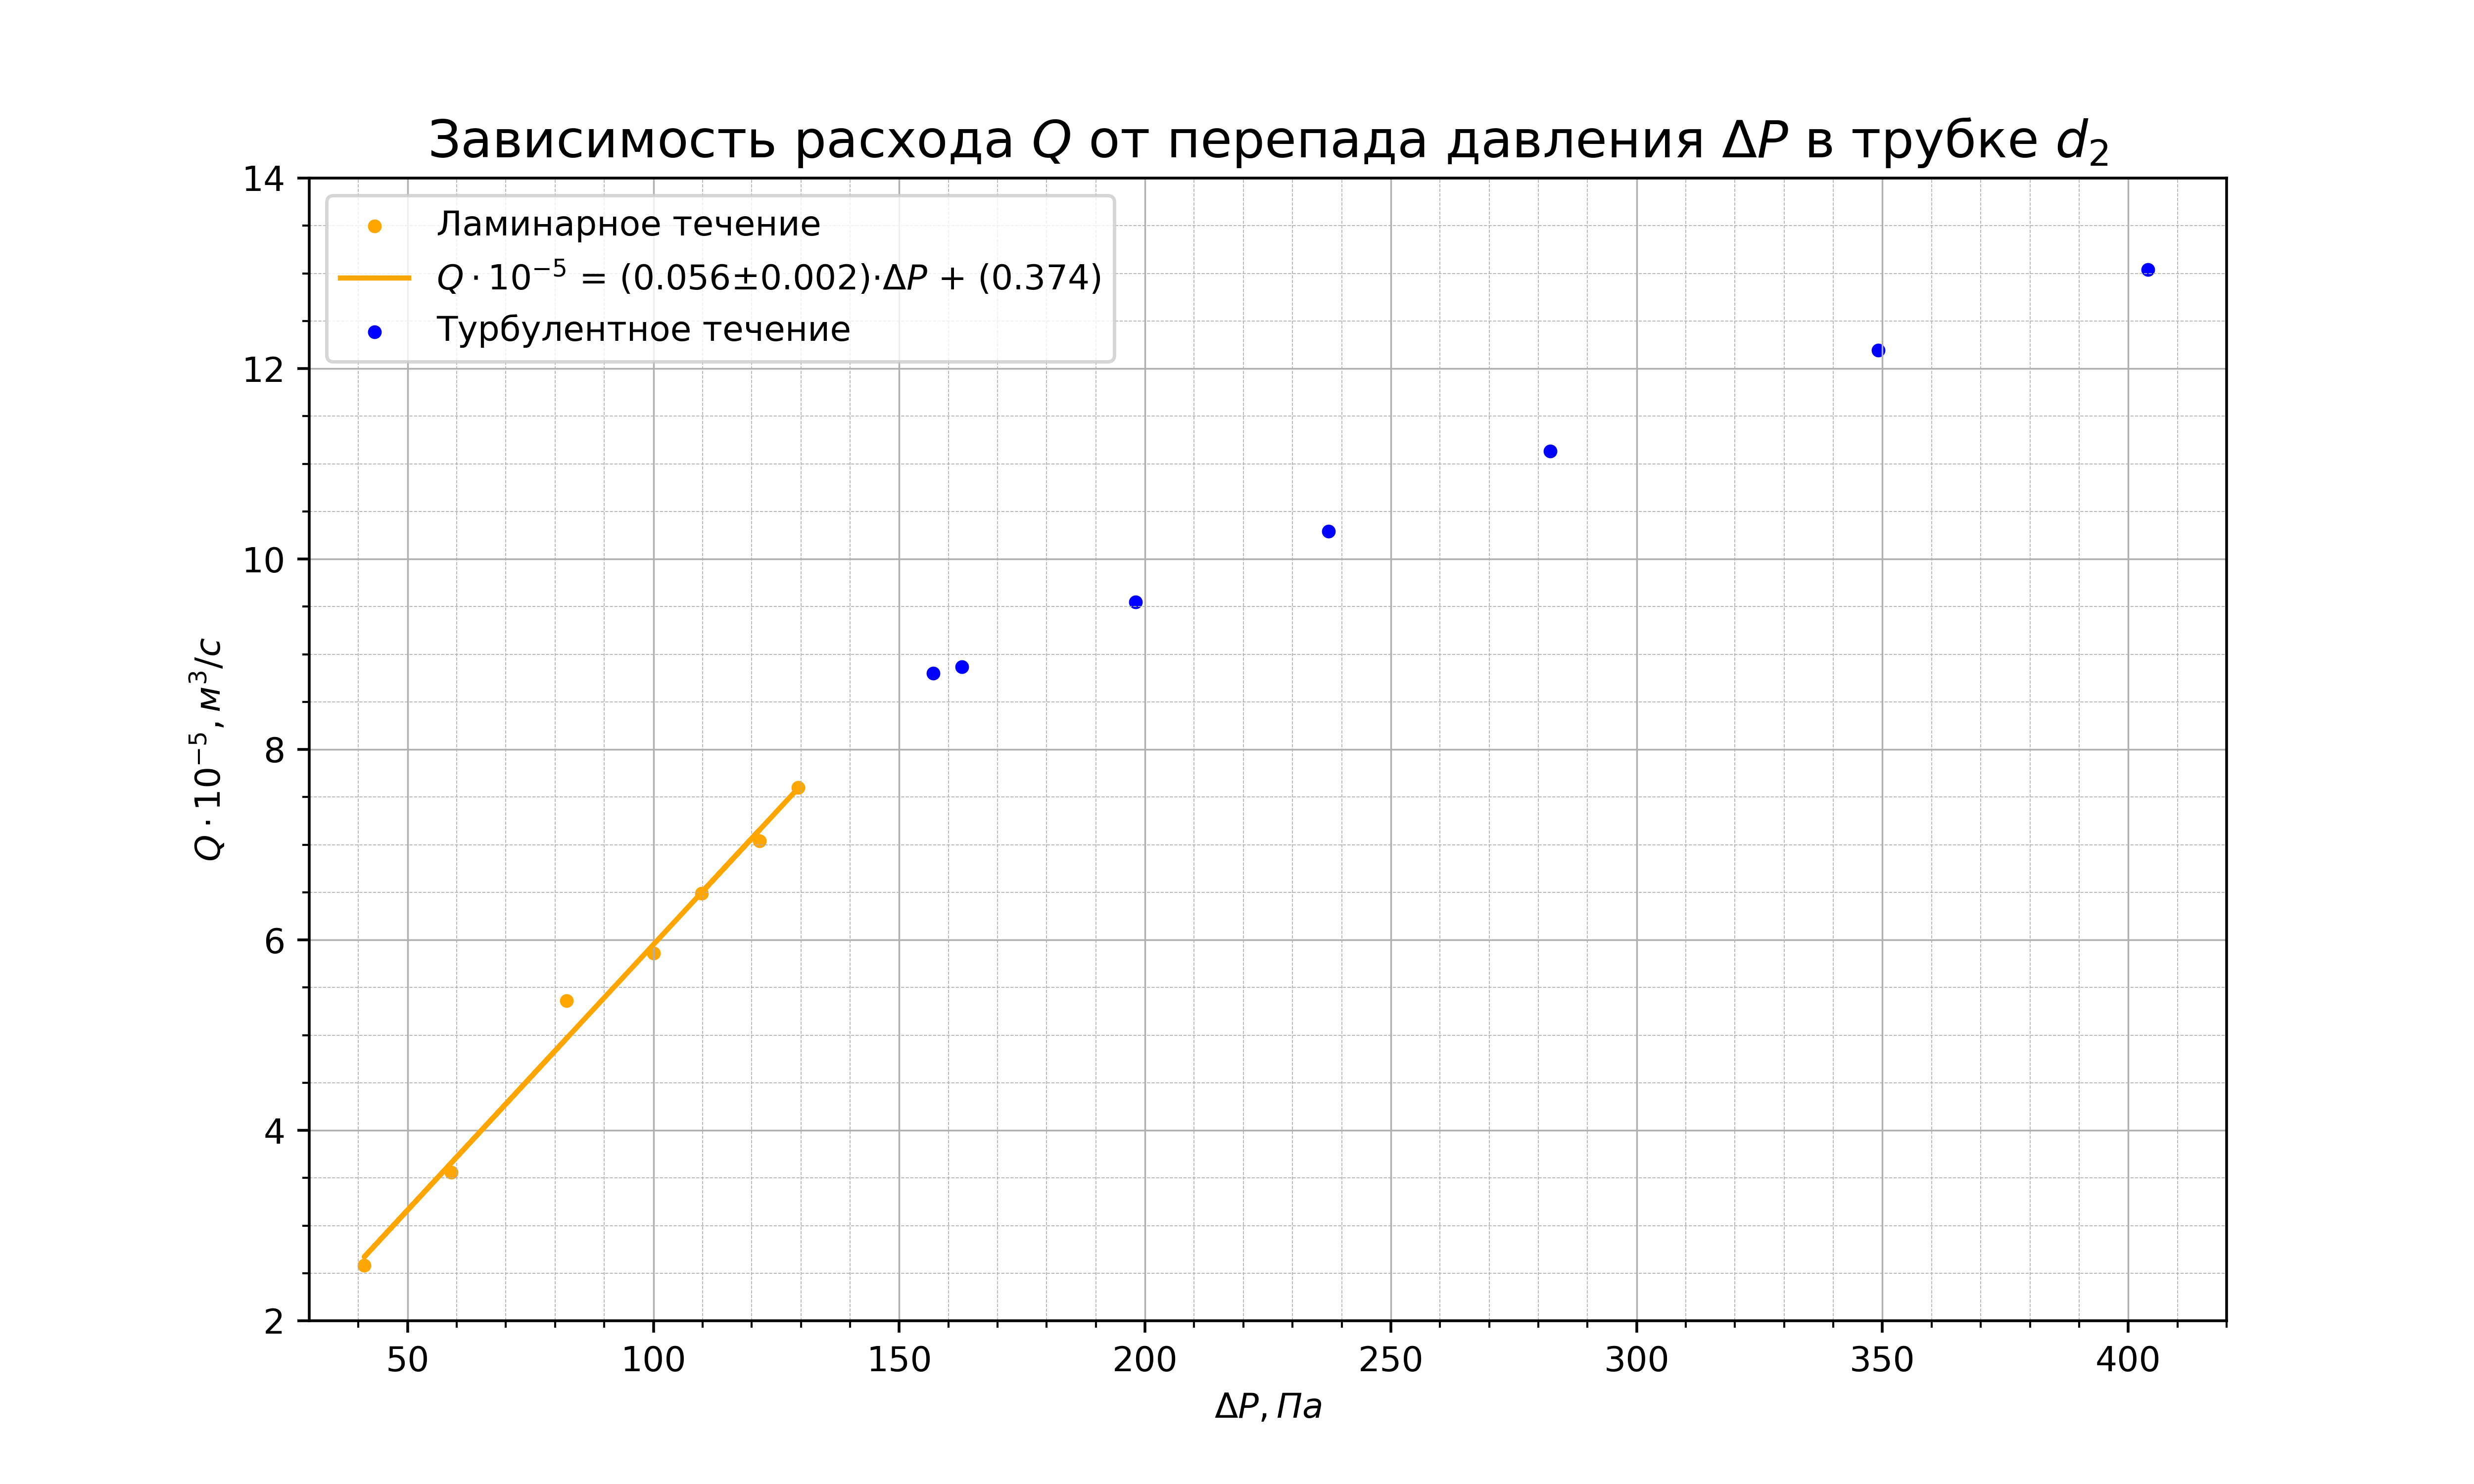 Зависимость расхода Q от перепада давления ΔP в трубке d₂
14
12
10
8
6
4
2
Q · 10⁻⁵, м³/с
Ламинарное течение
Q · 10⁻⁵ = (0.056±0.002)·ΔP + (0.374)
Турбулентное течение
50 100 150 200 250 300 350 400
ΔP, Па